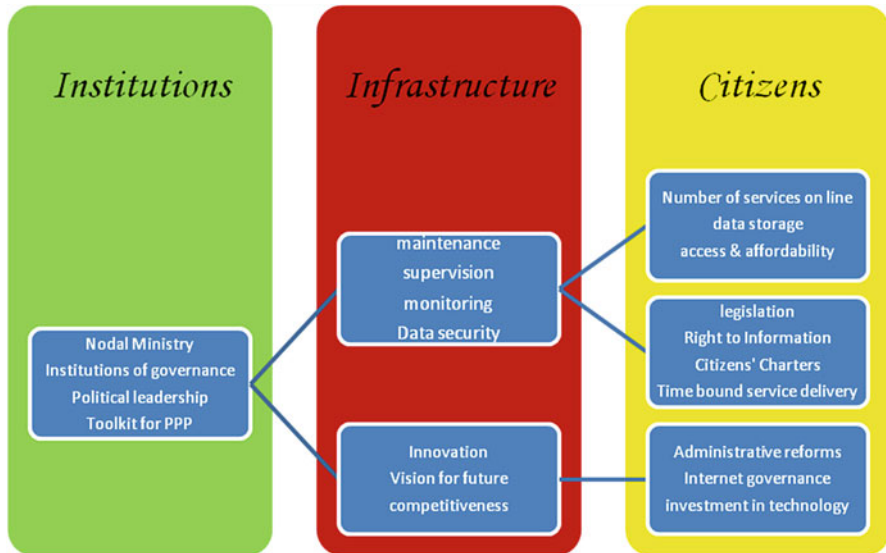 Institutions
Nodal Ministry
Institutions of governance
Political leadership
Toolkit for PPP
Infrastructure
maintenance
supervision
monitoring
Data security
Innovation
Vision for future
competitiveness
Citizens
Number of services on line
data storage
access & affordability
legislation
Right to Information
Citizens' Charters
Time bound service delivery
Administrative reforms
Internet governance
investment in technology